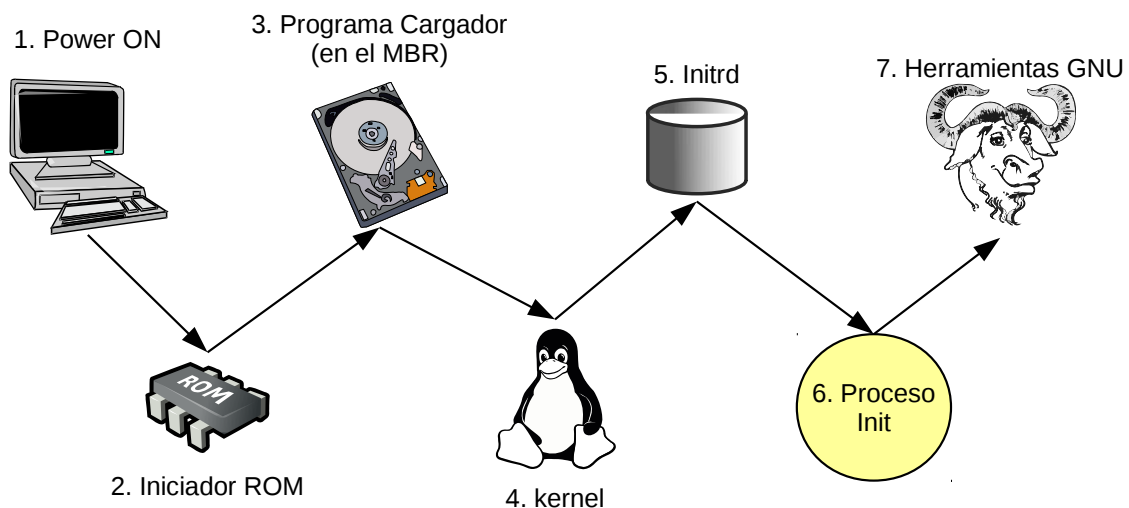 1. Power ON
2. Iniciador ROM
ROM
3. Programa Cargador
(en el MBR)
4. kernel
5. Initrd
6. Proceso
Init
7. Herramientas GNU